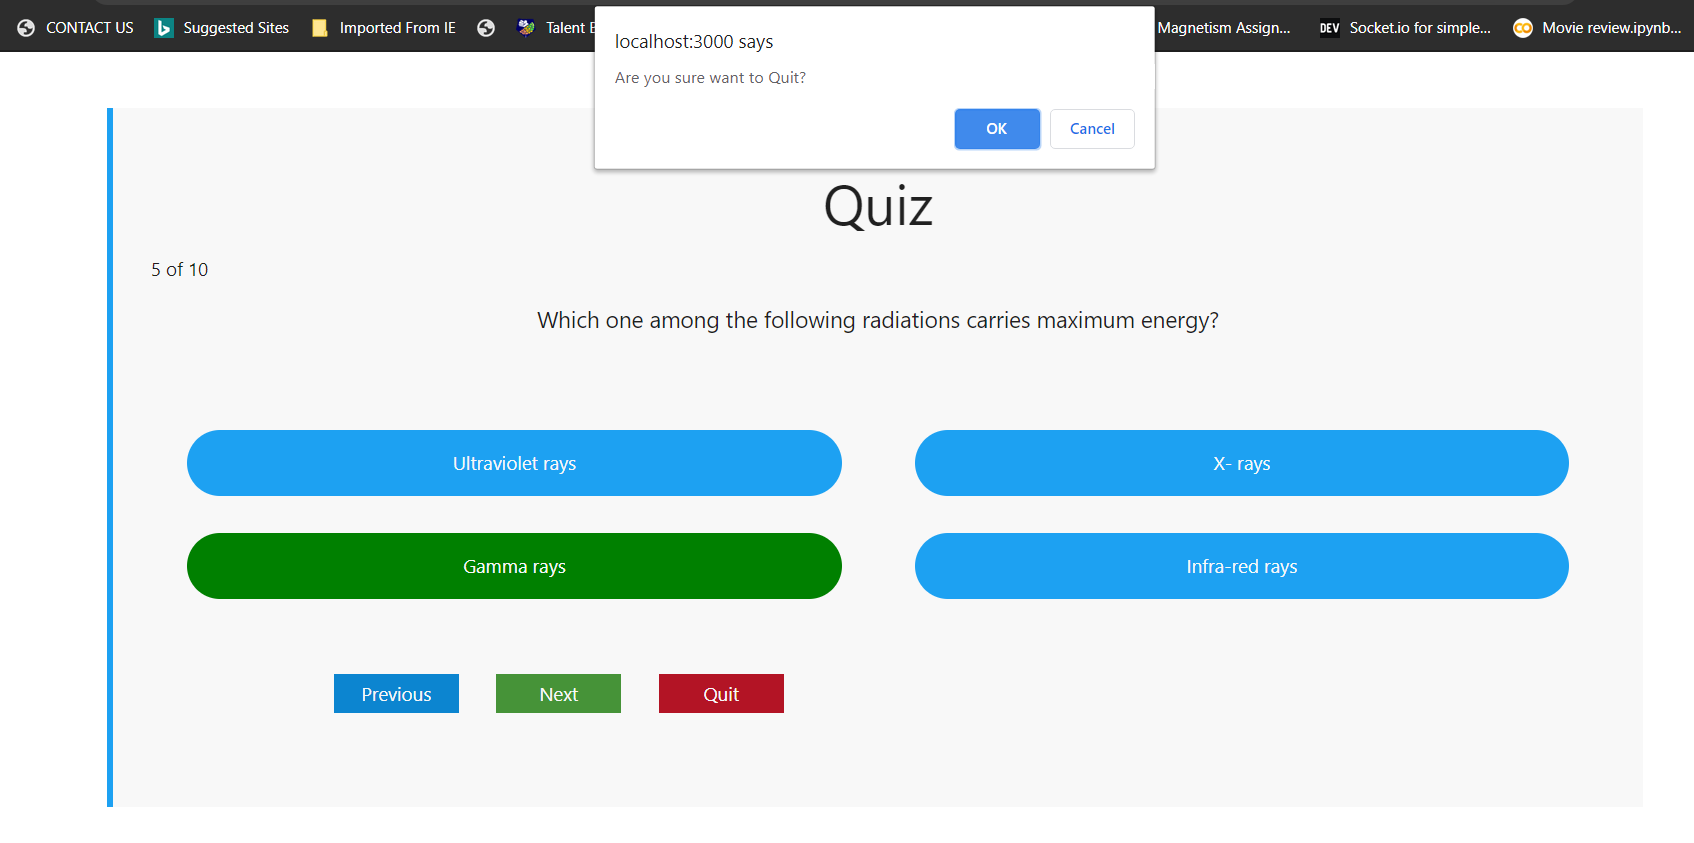 CONTACT US Suggested Sites Imported From IE Talent Magnetism Assign... DEV Socket.io for simple... Movie review.ipynb...
localhost:3000 says
Are you sure want to Quit?
OK Cancel
Quiz
5 of 10
Which one among the following radiations carries maximum energy?
Ultraviolet rays X- rays
Gamma rays Infra-red rays
Previous Next Quit